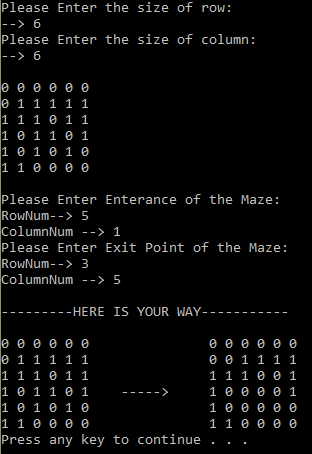 Please Enter the size of row:
--> 6
Please Enter the size of column:
--> 6
0 0 0 0 0 0
0 1 1 1 1 1
1 1 1 0 1 1
1 0 1 1 0 1
1 0 1 0 1 0
1 1 0 0 0 0
Please Enter Enterance of the Maze:
RowNum--> 5
ColumnNum --> 1
Please Enter Exit Point of the Maze:
RowNum--> 3
ColumnNum --> 5
---------HERE IS YOUR WAY-----------
0 0 0 0 0 0               0 0 0 0 0 0
0 1 1 1 1 1               0 0 1 1 1 1
1 1 1 0 1 1               1 1 1 0 0 1
1 0 1 1 0 1    ----->     1 0 0 0 0 1
1 0 1 0 1 0               1 0 0 0 0 0
1 1 0 0 0 0               1 1 0 0 0 0
Press any key to continue . . .